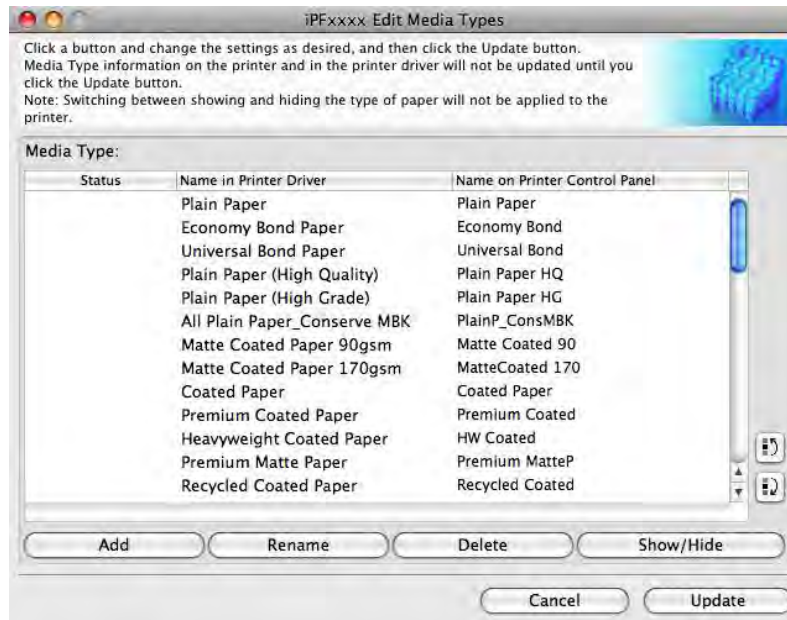 iPFxxxx Edit Media Types
Click a button and change the settings as desired, and then click the Update button.
Media Type information on the printer and in the printer driver will not be updated until you
click the Update button.
Note: Switching between showing and hiding the type of paper will not be applied to the
printer.
Media Type:
Status Name in Printer Driver Name on Printer Control Panel
Plain Paper Plain Paper
Economy Bond Paper Economy Bond
Universal Bond Paper Universal Bond
Plain Paper (High Quality) Plain Paper HQ
Plain Paper (High Grade) Plain Paper HG
All Plain Paper_Conserve MBK PlainP_ConsMBK
Matte Coated Paper 90gsm Matte Coated 90
Matte Coated Paper 170gsm MatteCoated 170
Coated Paper Coated Paper
Premium Coated Paper Premium Coated
Heavyweight Coated Paper HW Coated
Premium Matte Paper Premium MatteP
Recycled Coated Paper Recycled Coated
Add Rename Delete Show/Hide
Cancel Update